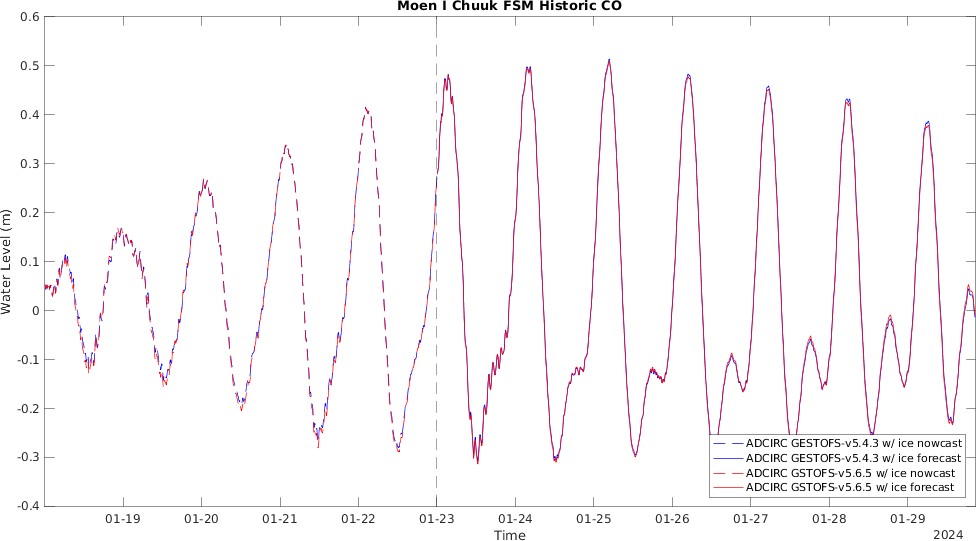 Moen I Chuuk FSM Historic CO
0.6
0.5
0.4
0.3
0.2
0.1
0
-0.1
-0.2
-0.3
-0.4
Water Level (m)
ADCIRC GESTOFS-v5.4.3 w/ ice nowcast
ADCIRC GESTOFS-v5.4.3 w/ ice forecast
ADCIRC GSTOFS-v5.6.5 w/ ice nowcast
ADCIRC GSTOFS-v5.6.5 w/ ice forecast
01-19 01-20 01-21 01-22 01-23 01-24 01-25 01-26 01-27 01-28 01-29
Time
2024